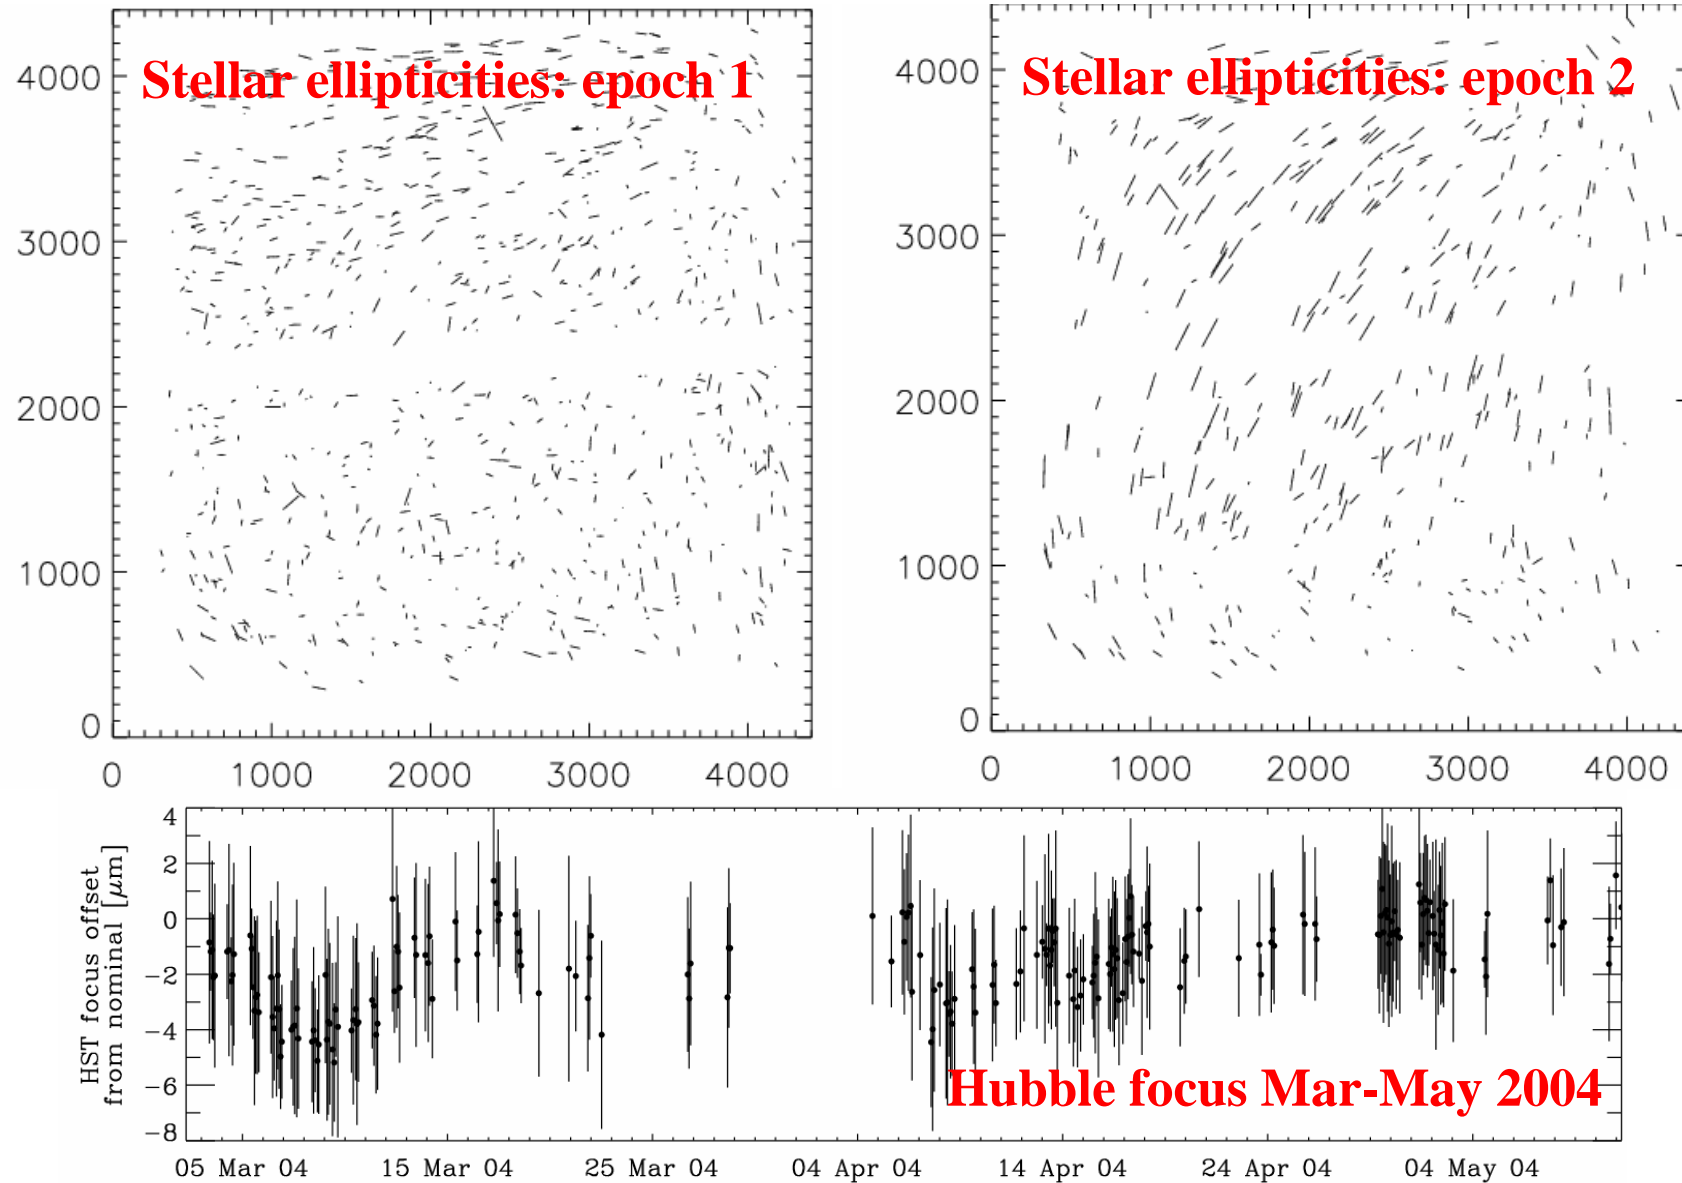 Stellar ellipticities: epoch 1
4000
3000
2000
1000
0
0 1000 2000 3000 4000
Stellar ellipticities: epoch 2
4000
3000
2000
1000
0
0 1000 2000 3000 4000
HST focus offset
from nominal [μm]
4
2
0
−2
−4
−6
−8
Hubble focus Mar-May 2004
05 Mar 04 15 Mar 04 25 Mar 04 04 Apr 04 14 Apr 04 24 Apr 04 04 May 04